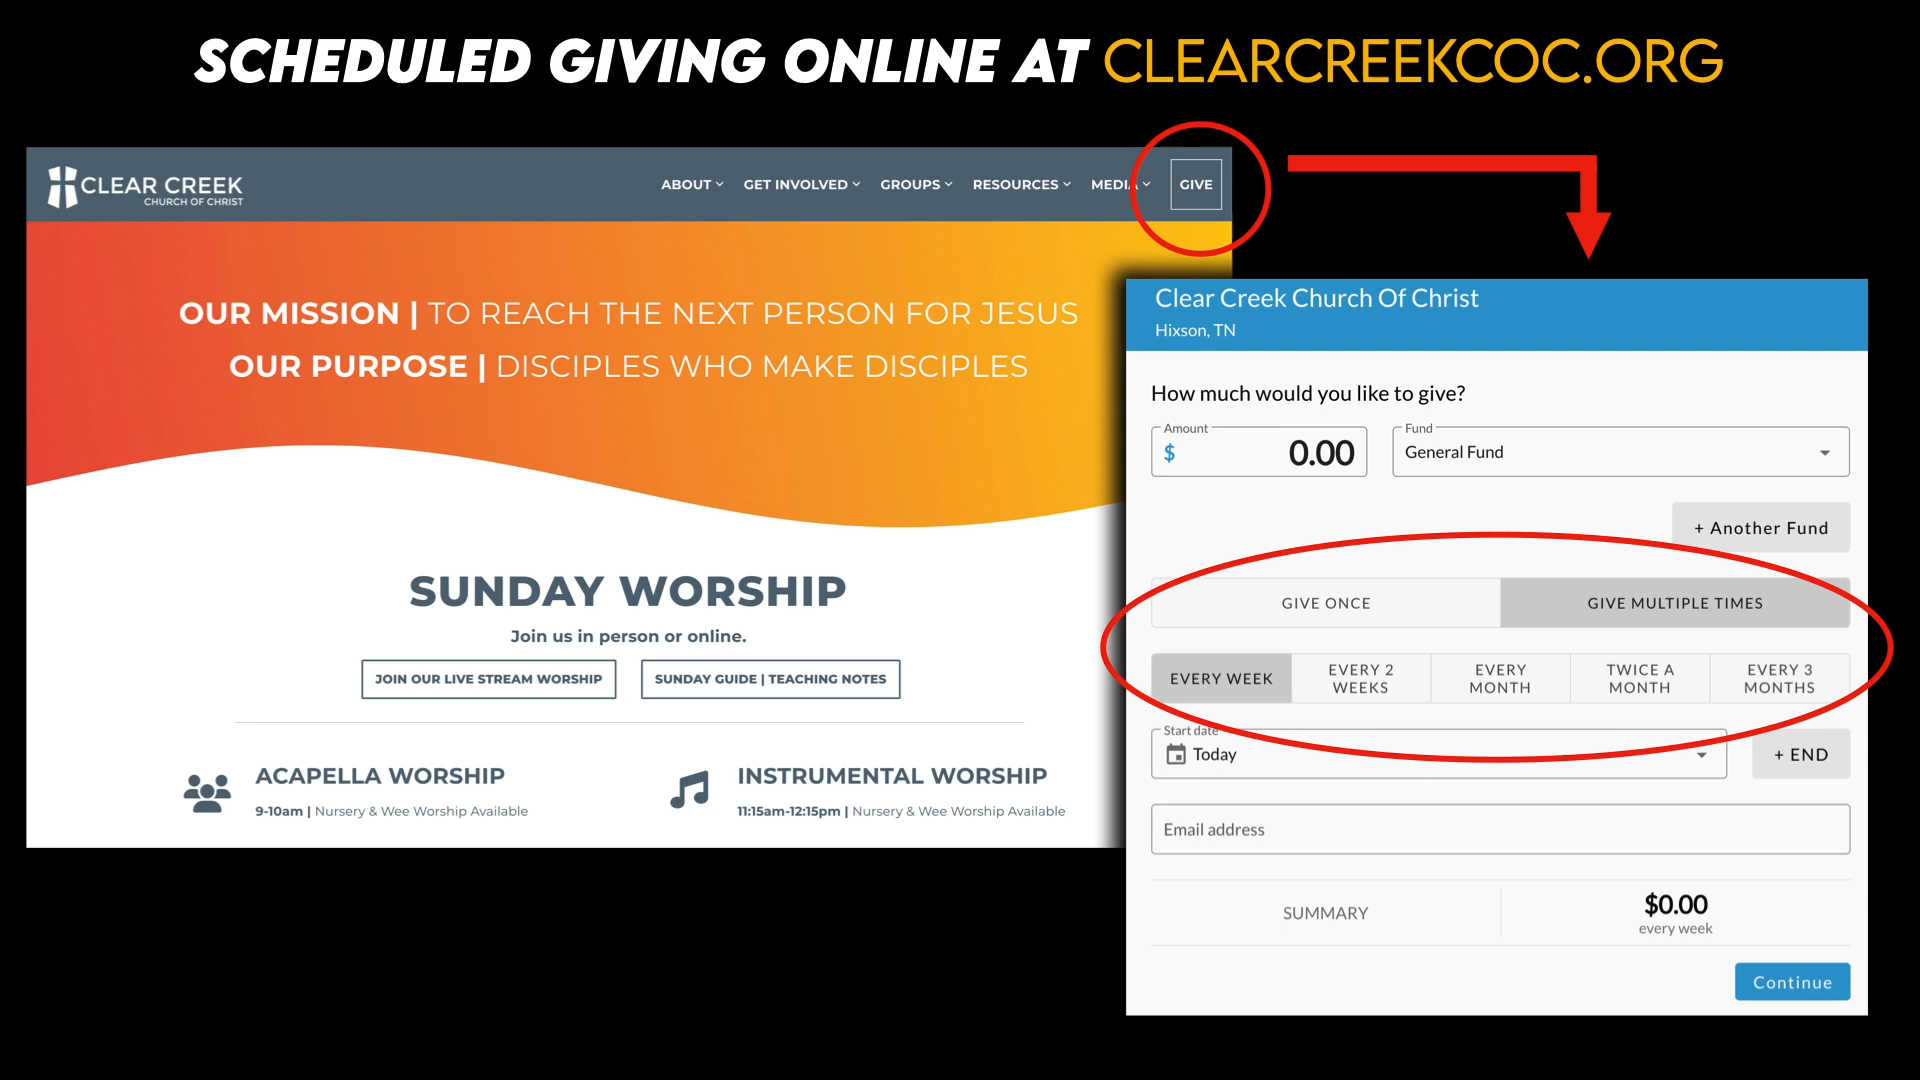 SCHEDULED GIVING ONLINE AT CLEARCREEKCOC.ORG
CLEAR CREEK
CHURCH OF CHRIST
ABOUT GET INVOLVED GROUPS RESOURCES MEDIA GIVE
OUR MISSION | TO REACH THE NEXT PERSON FOR JESUS
OUR PURPOSE | DISCIPLES WHO MAKE DISCIPLES
SUNDAY WORSHIP
Join us in person or online.
JOIN OUR LIVE STREAM WORSHIP
SUNDAY GUIDE | TEACHING NOTES
ACAPELLA WORSHIP
9-10am | Nursery & Wee Worship Available
INSTRUMENTAL WORSHIP
11:15am-12:15pm | Nursery & Wee Worship Available
Clear Creek Church Of Christ
Hixson, TN
How much would you like to give?
Amount
$ 0.00
Fund
General Fund
+ Another Fund
GIVE ONCE
GIVE MULTIPLE TIMES
EVERY WEEK
EVERY 2
WEEKS
EVERY
MONTH
TWICE A
MONTH
EVERY 3
MONTHS
Start date
Today
+ END
Email address
SUMMARY
$0.00
every week
Continue